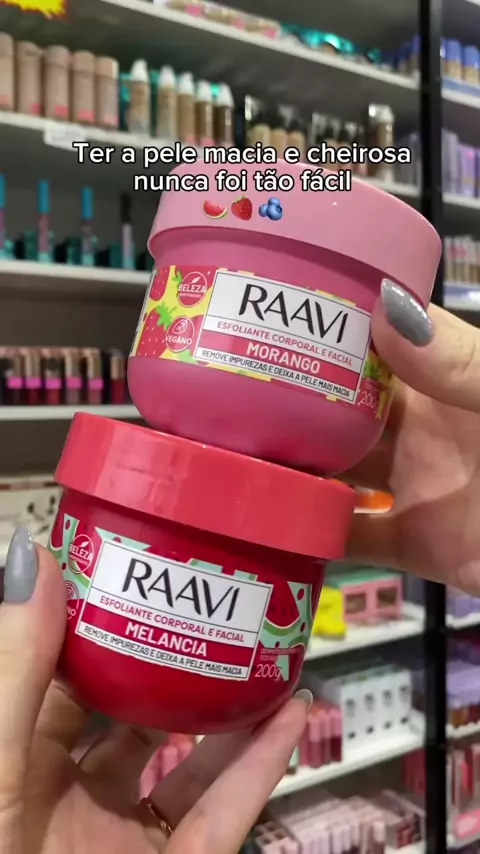 Ter a pele macia e cheirosa
nunca foi tão fácil
BELEZA
VEGANO
RAAVI
ESFOLIANTE CORPORAL E FACIAL
MORANGO
REMOVE IMPUREZAS E DEIXA A PELE MAIS MACIA
200g
BELEZA
VEGANO
RAAVI
ESFOLIANTE CORPORAL E FACIAL
MELANCIA
REMOVE IMPUREZAS E DEIXA A PELE MAIS MACIA
200g